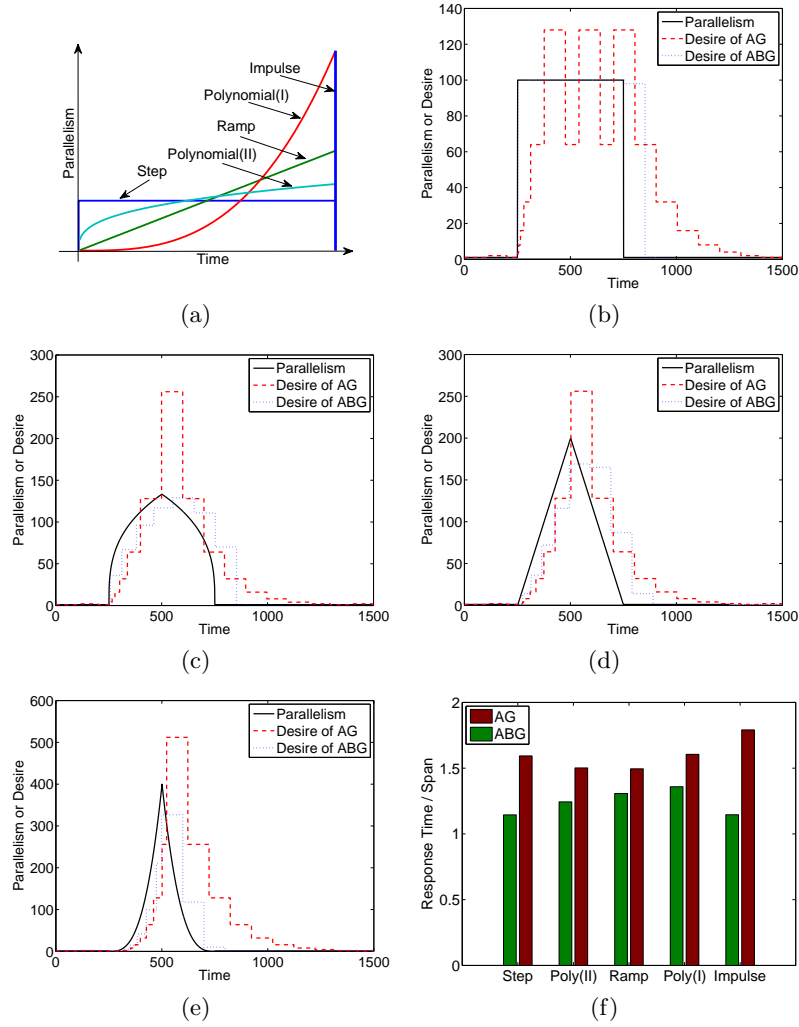 Parallelism
Impulse
Polynomial(I)
Ramp
Polynomial(II)
Step
Time
(a)
Parallelism or Desire
140
120
100
80
60
40
20
0
Parallelism
Desire of AG
Desire of ABG
0 500 1000 1500
Time
(b)
Parallelism or Desire
300
250
200
150
100
50
0
Parallelism
Desire of AG
Desire of ABG
0 500 1000 1500
Time
(c)
Parallelism or Desire
300
250
200
150
100
50
0
Parallelism
Desire of AG
Desire of ABG
0 500 1000 1500
Time
(d)
Parallelism or Desire
600
500
400
300
200
100
0
Parallelism
Desire of AG
Desire of ABG
0 500 1000 1500
Time
(e)
Response Time / Span
2
1.5
1
0.5
0
AG
ABG
Step Poly(II) Ramp Poly(I) Impulse
(f)